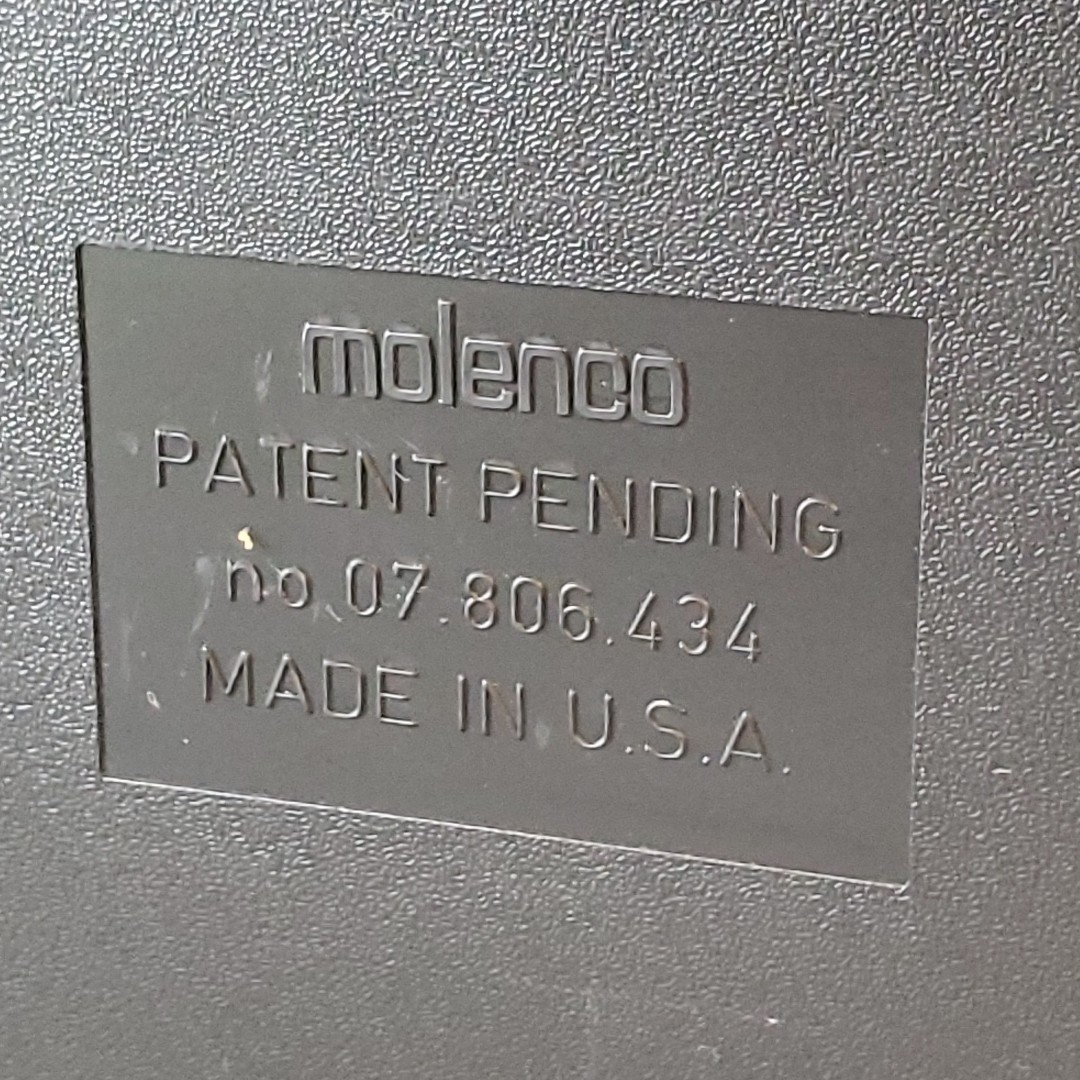 molenco
PATENT PENDING
no 07.806.434
MADE IN U.S.A.